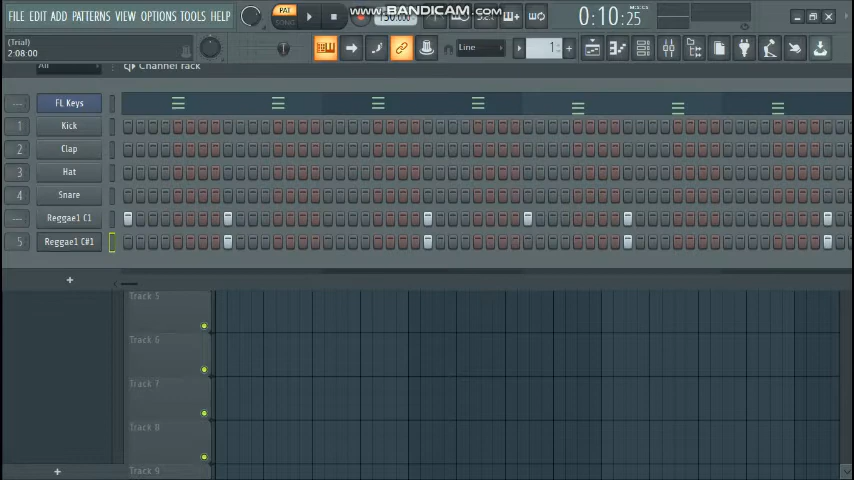 FILE EDIT ADD PATTERNS VIEW OPTIONS TOOLS HELP
PAT
SONG
www.BANDICAM.com
0:10:25
(Trial)
2:08:00
Line
1
All
Channel rack
--- FL Keys
1 Kick
2 Clap
3 Hat
4 Snare
--- Reggae1 C1
5 Reggae1 C#1
+
Track 5
Track 6
Track 7
Track 8
Track 9
+